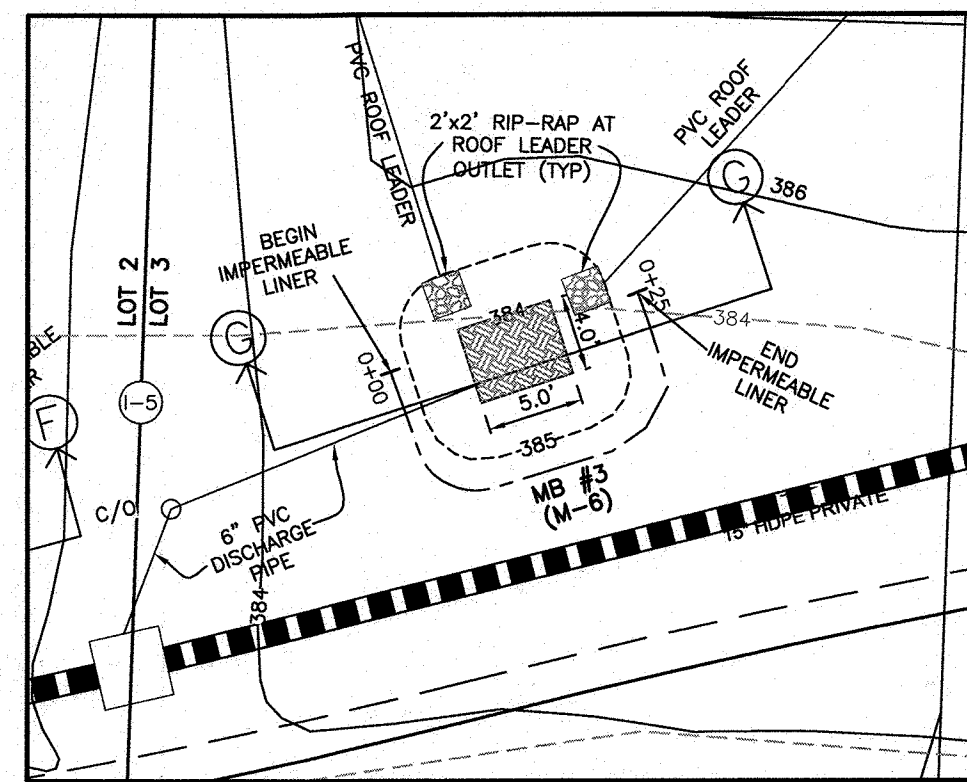 PVC ROOF LEADER
2'x2' RIP-RAP AT
ROOF LEADER
OUTLET (TYP)
PVC ROOF
LEADER
G
386
BEGIN
IMPERMEABLE
LINER
LOT 2
LOT 3
384
0+25
4.0'
384
G
0+00
END
IMPERMEABLE
LINER
F
I-5
5.0'
385
MB #3
(M-6)
C/O
6" PVC
DISCHARGE
PIPE
15" HDPE PRIVATE
384